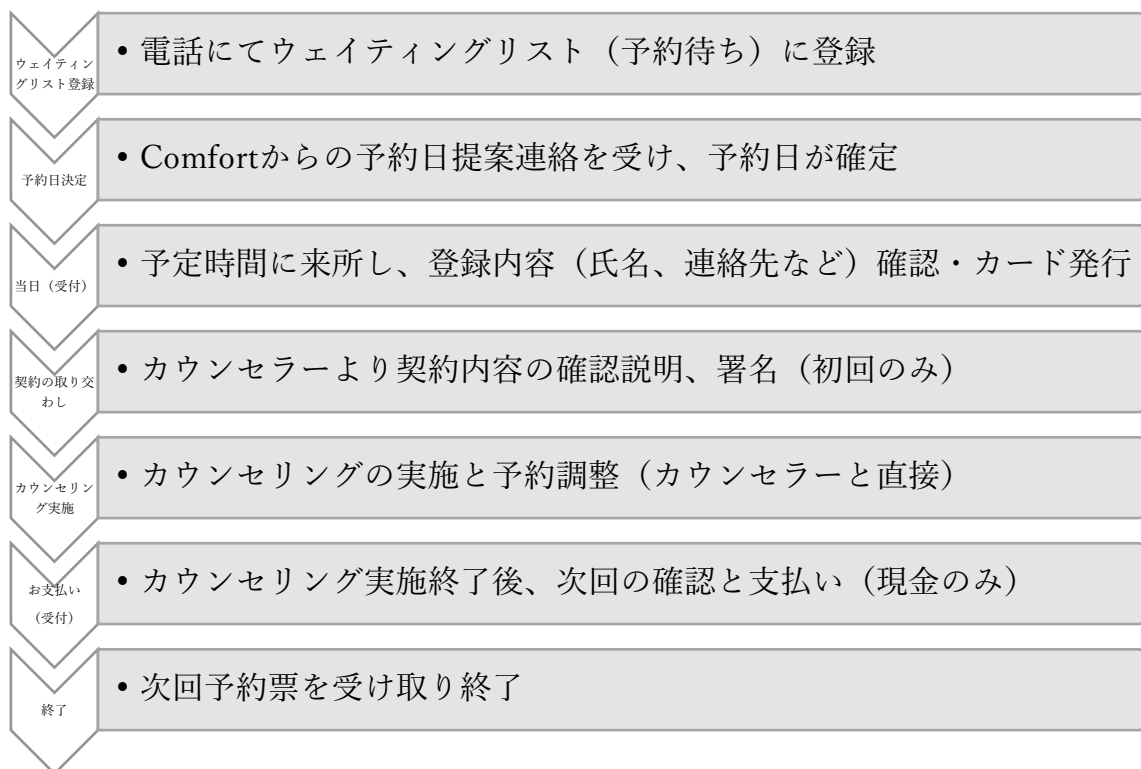 ウェイティン
グリスト登録
• 電話にてウェイティングリスト（予約待ち）に登録
予約日決定
• Comfortからの予約日提案連絡を受け、予約日が確定
当日（受付）
• 予定時間に来所し、登録内容（氏名、連絡先など）確認・カード発行
契約の取り交
わし
• カウンセラーより契約内容の確認説明、署名（初回のみ）
カウンセリン
グ実施
• カウンセリングの実施と予約調整（カウンセラーと直接）
お支払い
（受付）
• カウンセリング実施終了後、次回の確認と支払い（現金のみ）
終了
• 次回予約票を受け取り終了